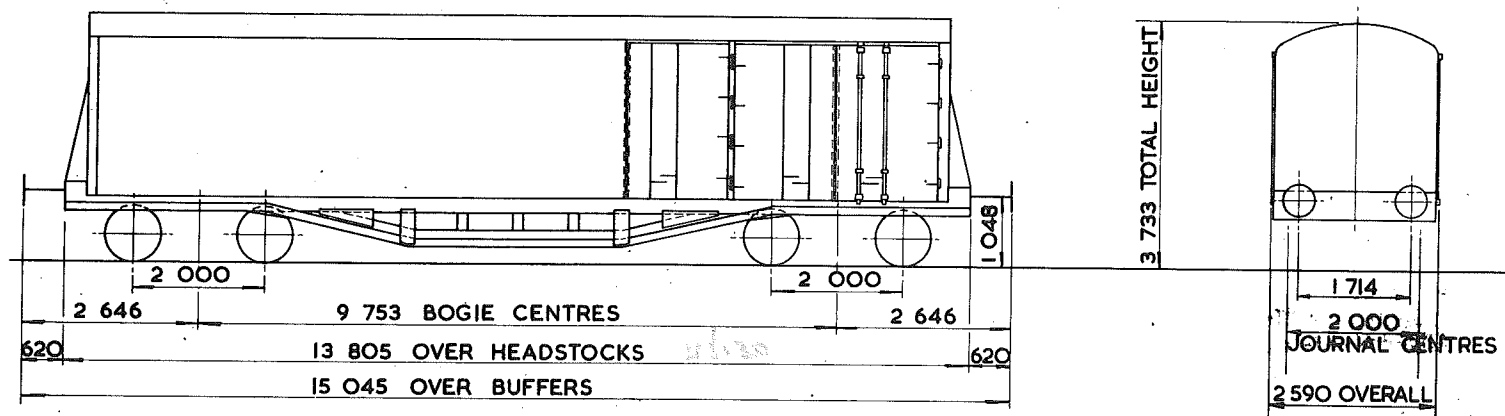 3 733 TOTAL HEIGHT
1 048
2 000
2 000
1 714
2 646
9 753 BOGIE CENTRES
2 646
2 000
JOURNAL CENTRES
620
13 805 OVER HEADSTOCKS
620
15 045 OVER BUFFERS
2 590 OVERALL